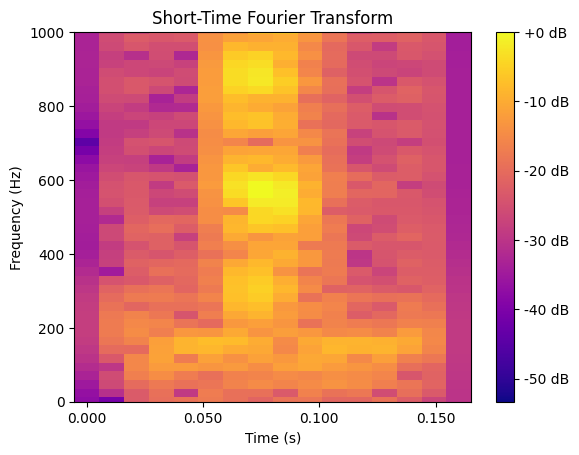 Short-Time Fourier Transform
1000
800
600
400
200
0
Frequency (Hz)
0.000
0.050
0.100
0.150
Time (s)
+0 dB
-10 dB
-20 dB
-30 dB
-40 dB
-50 dB